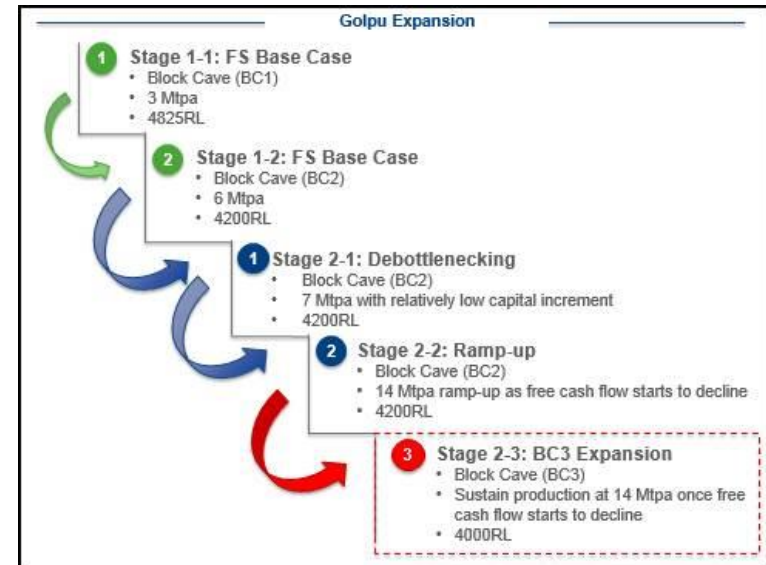 Golpu Expansion
1 Stage 1-1: FS Base Case
• Block Cave (BC1)
• 3 Mtpa
• 4825RL
2 Stage 1-2: FS Base Case
• Block Cave (BC2)
• 6 Mtpa
• 4200RL
1 Stage 2-1: Debottlenecking
• Block Cave (BC2)
• 7 Mtpa with relatively low capital increment
• 4200RL
2 Stage 2-2: Ramp-up
• Block Cave (BC2)
• 14 Mtpa ramp-up as free cash flow starts to decline
• 4200RL
3 Stage 2-3: BC3 Expansion
• Block Cave (BC3)
• Sustain production at 14 Mtpa once free
cash flow starts to decline
• 4000RL